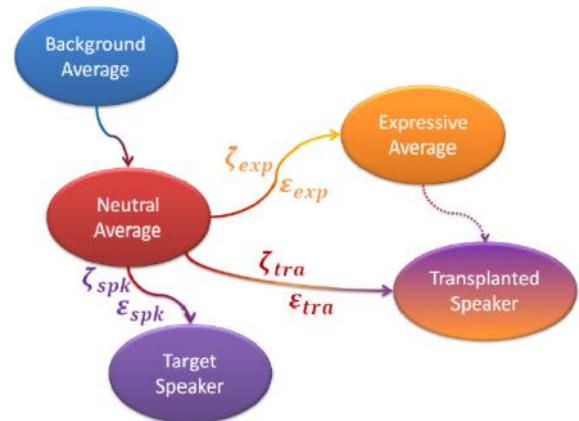 Background
Average
Expressive
Average
ζexp
εexp
Neutral
Average
ζtra
εtra
Transplanted
Speaker
ζspk
εspk
Target
Speaker